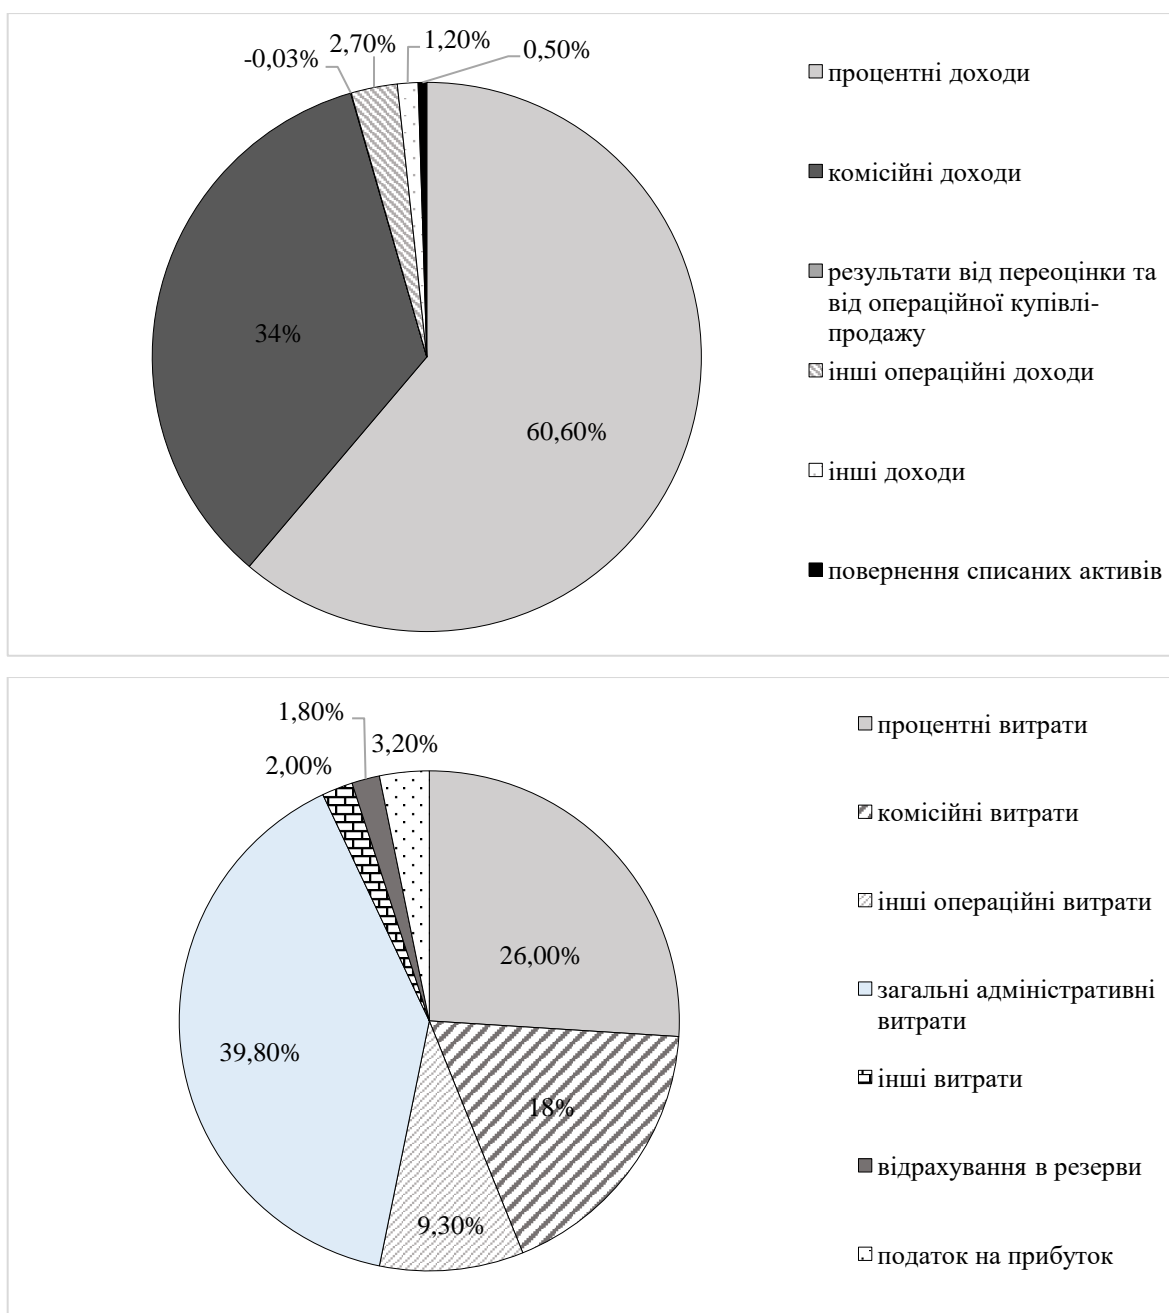 -0,03%
2,70%
1,20%
0,50%
34%
60,60%
процентні доходи
комісійні доходи
результати від переоцінки та
від операційної купівлі-
продажу
інші операційні доходи
інші доходи
повернення списаних активів
1,80%
3,20%
2,00%
26,00%
39,80%
18%
9,30%
процентні витрати
комісійні витрати
інші операційні витрати
загальні адміністративні
витрати
інші витрати
відрахування в резерви
податок на прибуток